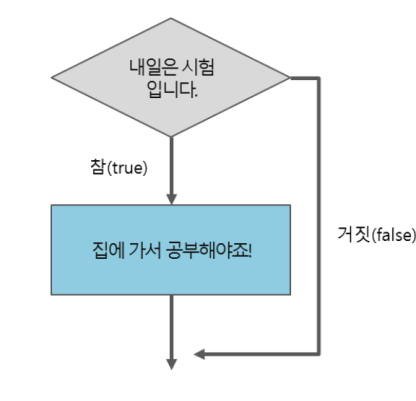 내일은 시험
입니다.
참(true)
거짓(false)
집에 가서 공부해야죠!